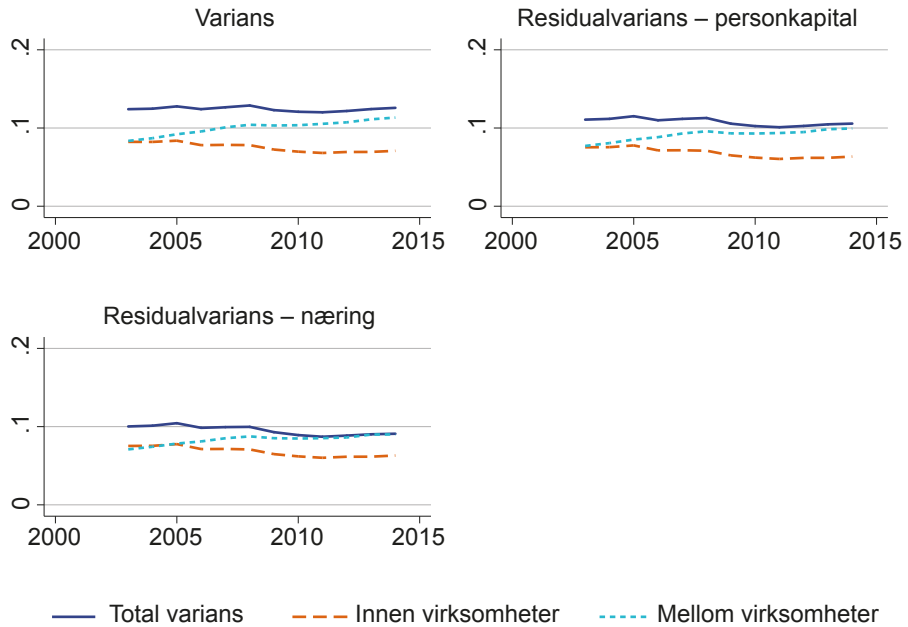 Varians
.2
.1
0
2000 2005 2010 2015
Residualvarians – personkapital
.2
.1
0
2000 2005 2010 2015
Residualvarians – næring
.2
.1
0
2000 2005 2010 2015
Total varians Innen virksomheter Mellom virksomheter